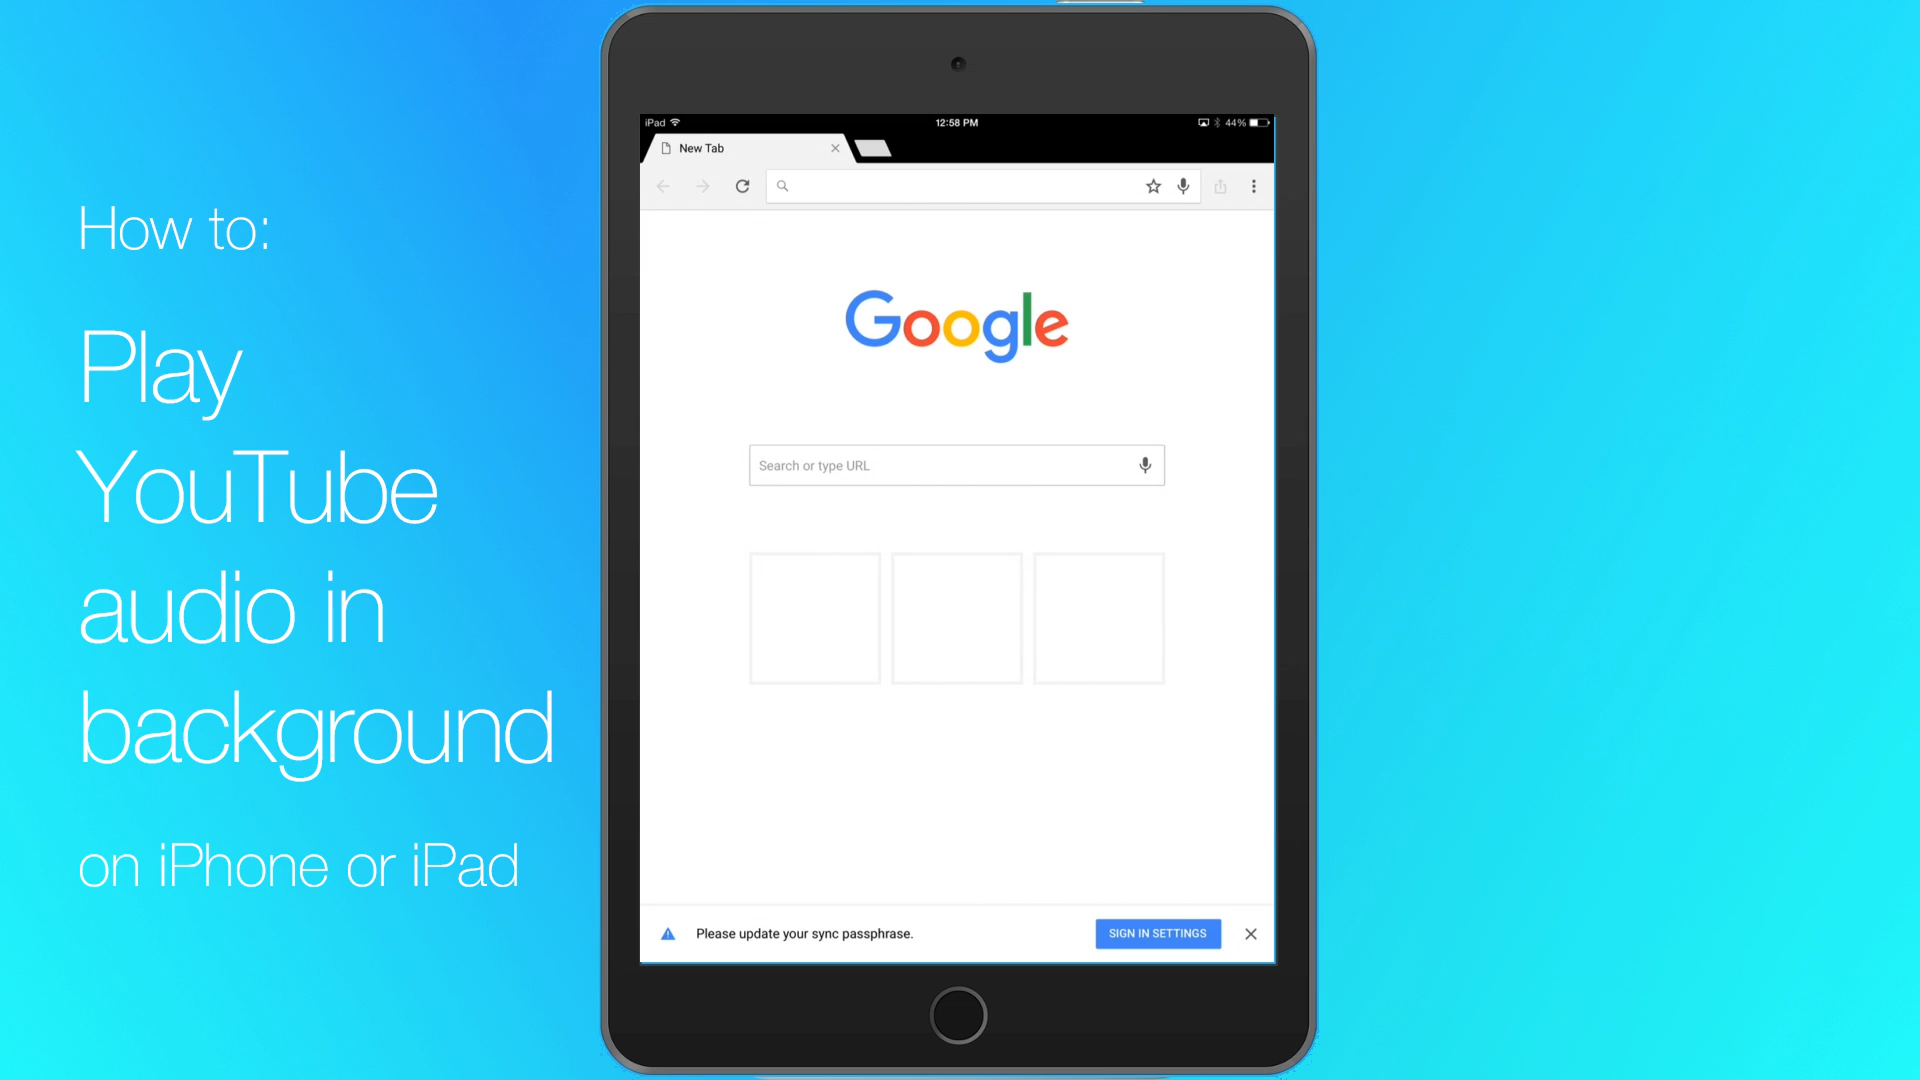 How to:
Play
YouTube
audio in
background
on iPhone or iPad
iPad
12:58 PM
44%
New Tab
Google
Search or type URL
Please update your sync passphrase.
SIGN IN SETTINGS